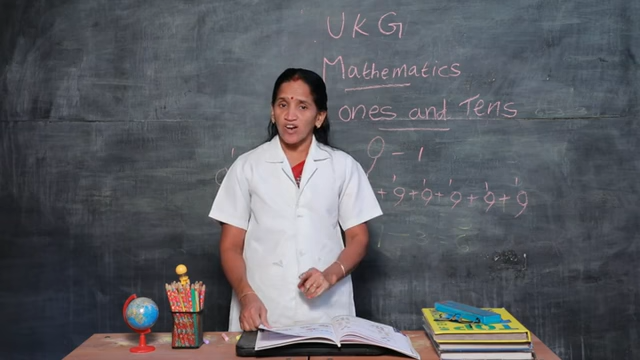 UKG
Mathematics
ones and Tens
9 - 1
+ 9 + 9 + 9 + 9 + 9